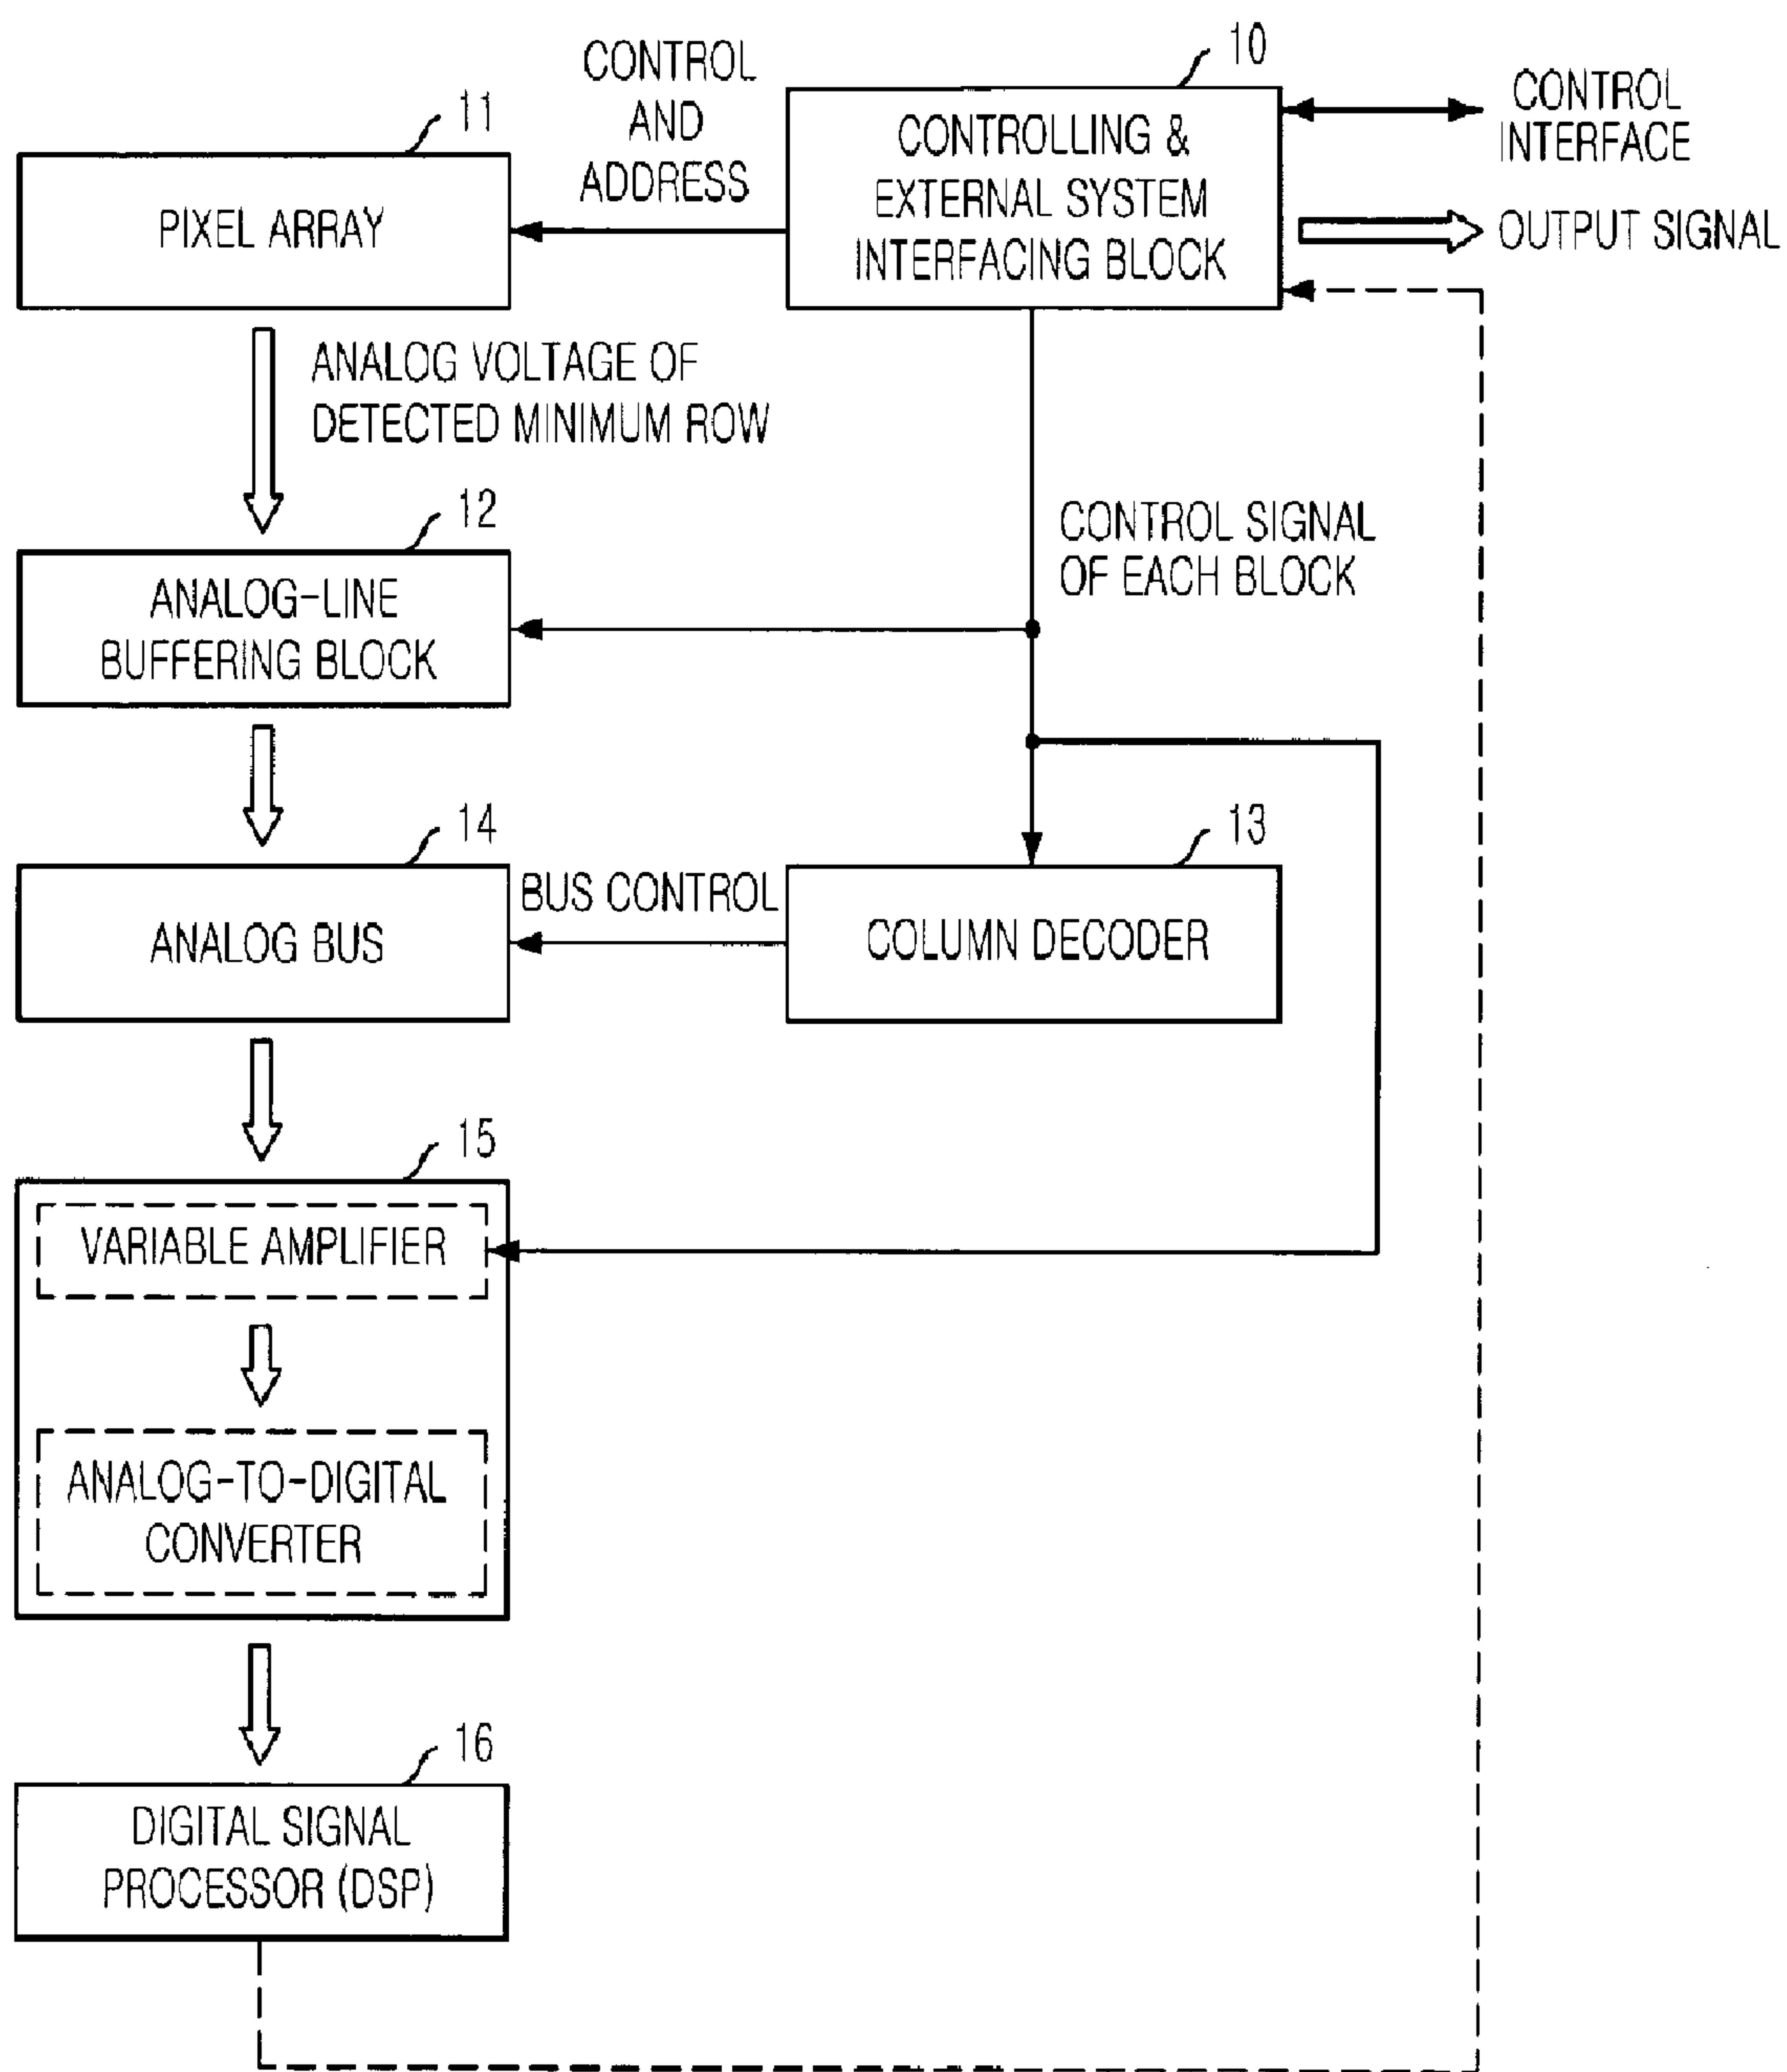 10
CONTROL
AND
ADDRESS
11
PIXEL ARRAY
CONTROLLING &
EXTERNAL SYSTEM
INTERFACING BLOCK
CONTROL
INTERFACE
OUTPUT SIGNAL
ANALOG VOLTAGE OF
DETECTED MINIMUM ROW
12
ANALOG-LINE
BUFFERING BLOCK
CONTROL SIGNAL
OF EACH BLOCK
14
ANALOG BUS
BUS CONTROL
13
COLUMN DECODER
15
VARIABLE AMPLIFIER
ANALOG-TO-DIGITAL
CONVERTER
16
DIGITAL SIGNAL
PROCESSOR (DSP)